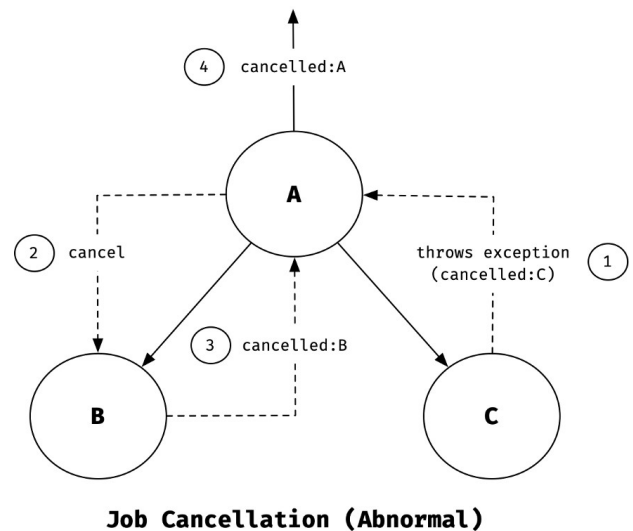 4 cancelled:A
A
2 cancel
throws exception
(cancelled:C)
1
3 cancelled:B
B
C
Job Cancellation (Abnormal)